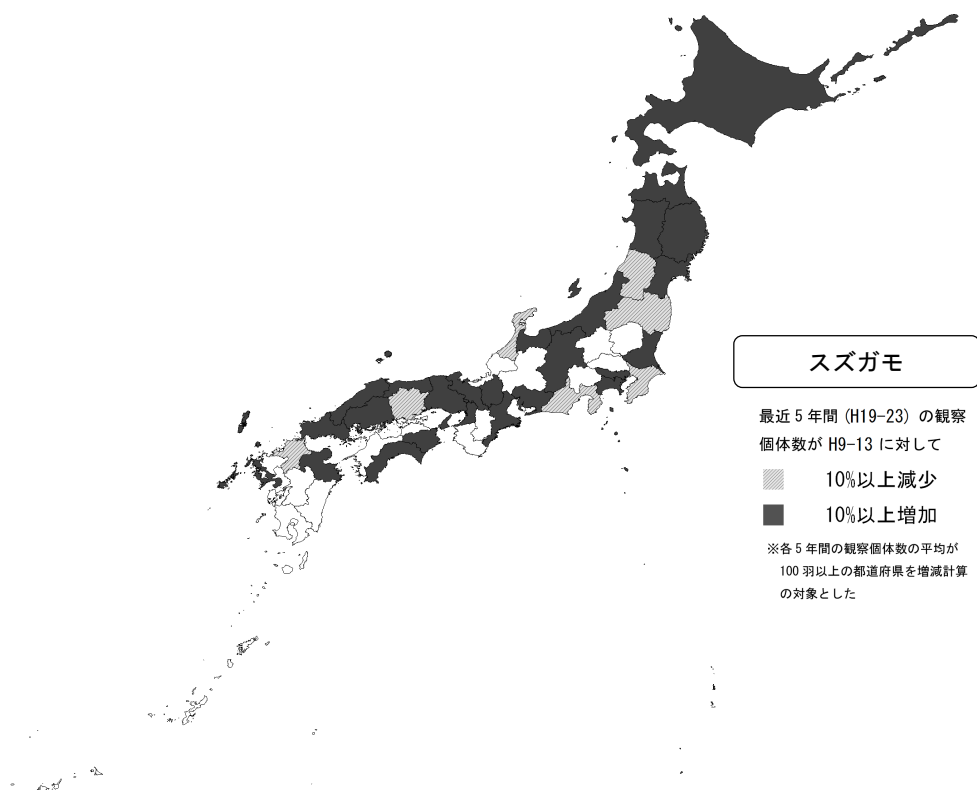 スズガモ
最近５年間(H19-23) の観察
個体数が H9-13 に対して
10%以上減少
10%以上増加
※各５年間の観察個体数の平均が
100 羽以上の都道府県を増減計算
の対象とした